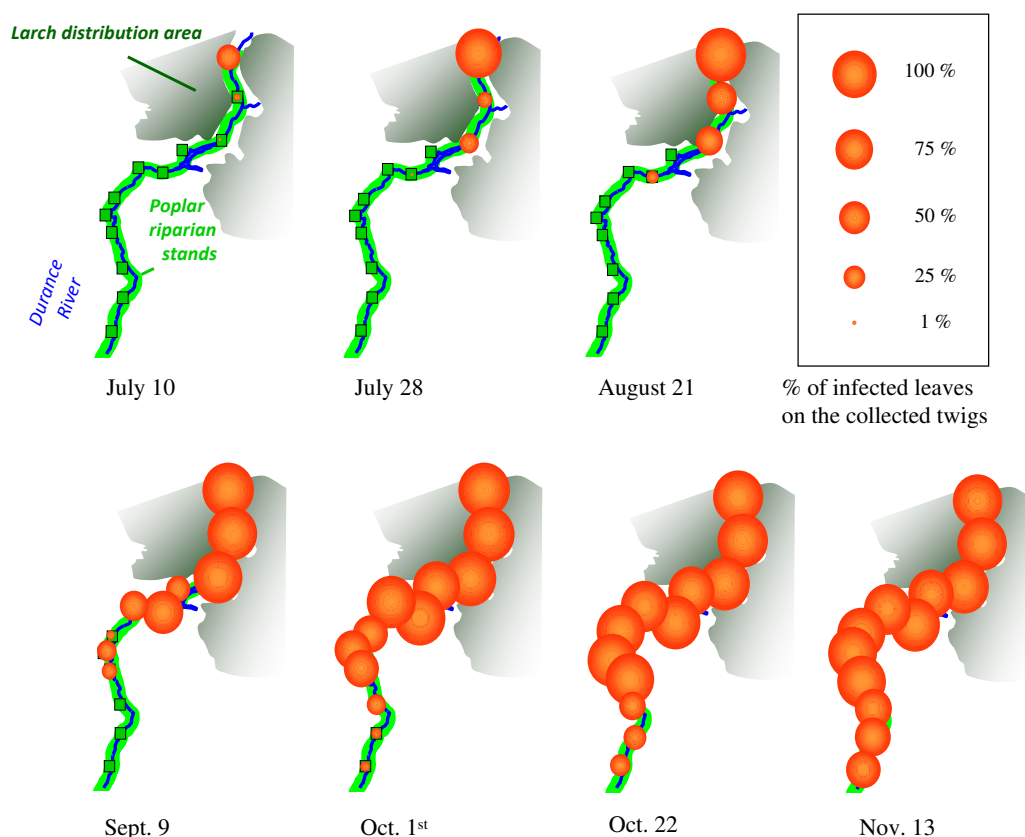 Larch distribution area
Poplar
riparian
stands
Durance
River
July 10
July 28
August 21
100 %
75 %
50 %
25 %
1 %
% of infected leaves
on the collected twigs
Sept. 9
Oct. 1st
Oct. 22
Nov. 13